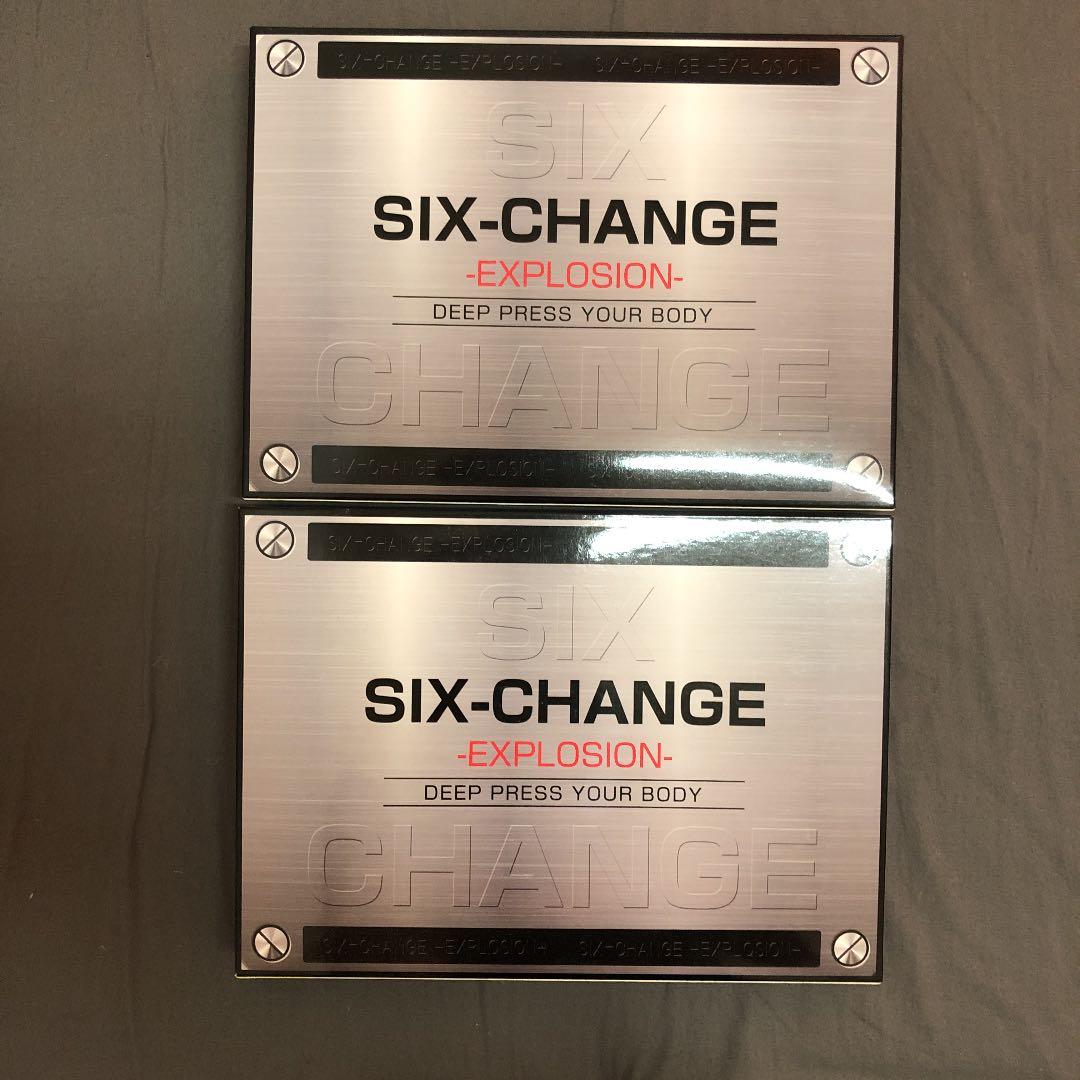 SIX-CHANGE -EXPLOSION- SIX-CHANGE -EXPLOSION-
SIX
SIX-CHANGE
-EXPLOSION-
DEEP PRESS YOUR BODY
CHANGE
SIX-CHANGE -EXPLOSION-
SIX-CHANGE -EXPLOSION-
SIX
SIX-CHANGE
-EXPLOSION-
DEEP PRESS YOUR BODY
CHANGE
SIX-CHANGE -EXPLOSION- SIX-CHANGE -EXPLOSION-